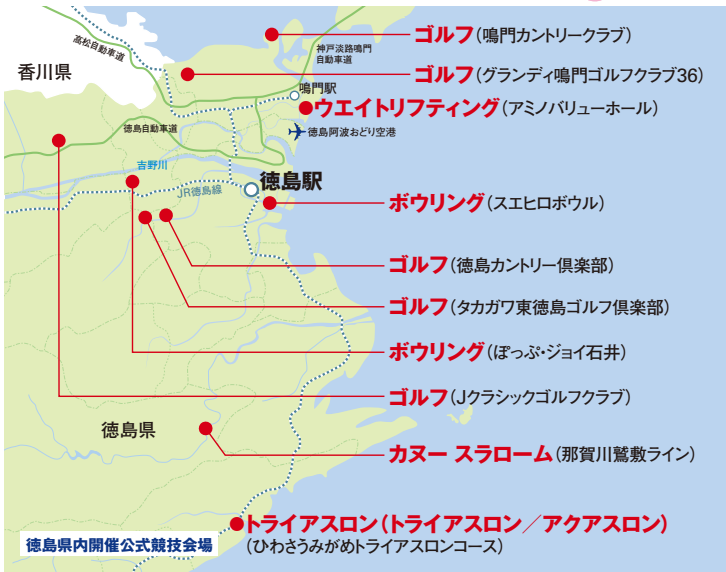 ゴルフ(鳴門カントリークラブ)
高松自動車道
神戸淡路鳴門
自動車道
香川県
ゴルフ(グランディ鳴門ゴルフクラブ36)
鳴門駅
ウエイトリフティング(アミノバリューホール)
徳島自動車道
徳島阿波おどり空港
吉野川
JR徳島線
徳島駅
ボウリング(スエヒロボウル)
ゴルフ(徳島カントリー倶楽部)
ゴルフ(タカガワ東徳島ゴルフ倶楽部)
ボウリング(ぽっぷ・ジョイ石井)
ゴルフ(Jクラシックゴルフクラブ)
徳島県
カヌー スラローム(那賀川鷲敷ライン)
トライアスロン(トライアスロン/アクアスロン)
(ひわさうみがめトライアスロンコース)
徳島県内開催公式競技会場